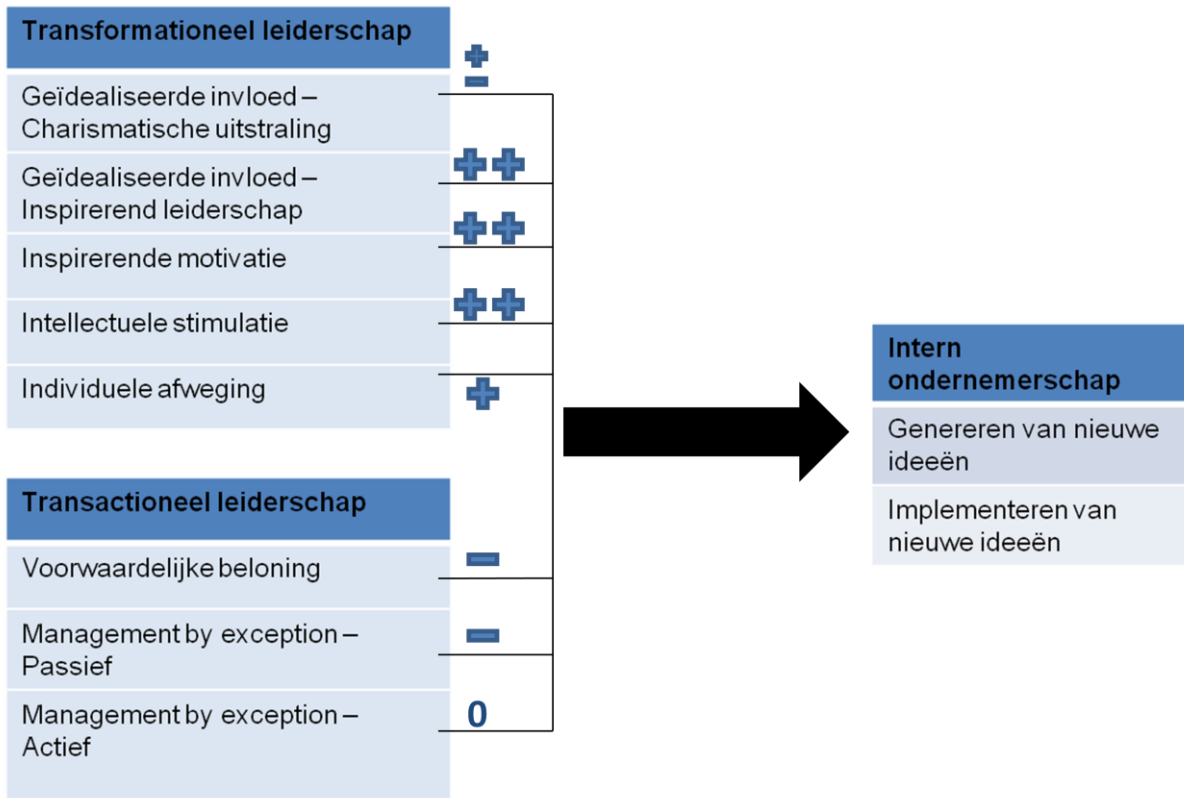 Transformationeel leiderschap
Geïdealiseerde invloed –
Charismatische uitstraling
Geïdealiseerde invloed –
Inspirerend leiderschap
Inspirerende motivatie
Intellectuele stimulatie
Individuele afweging
Transactioneel leiderschap
Voorwaardelijke beloning
Management by exception –
Passief
Management by exception –
Actief
+
−
++
++
++
+
−
−
0
Intern
ondernemerschap
Genereren van nieuwe
ideeën
Implementeren van
nieuwe ideeën